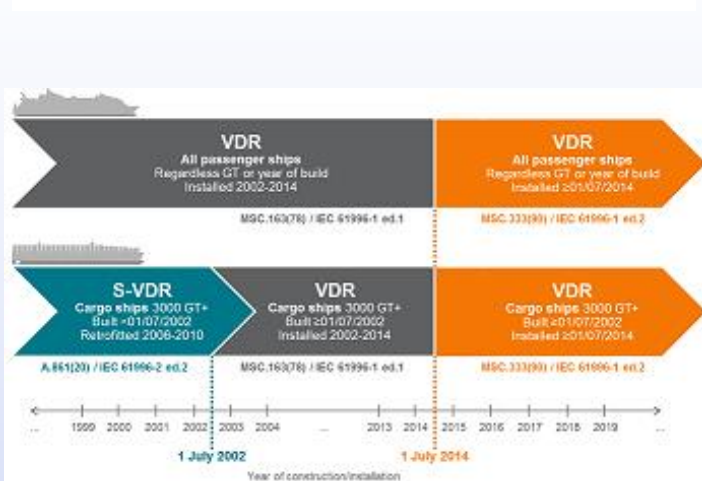 VDR
All passenger ships
Regardless GT or year of build
Installed 2002-2014
VDR
All passenger ships
Regardless GT or year of build
Installed ≥01/07/2014
MSC.163(78) / IEC 61996-1 ed.1
MSC.333(90) / IEC 61996-1 ed.2
S-VDR
Cargo ships 3000 GT+
Built <01/07/2002
Retrofitted 2006-2010
VDR
Cargo ships 3000 GT+
Built ≥01/07/2002
Installed 2002-2014
VDR
Cargo ships 3000 GT+
Built ≥01/07/2002
Installed ≥01/07/2014
A.861(20) / IEC 61996-2 ed.2
MSC.163(78) / IEC 61996-1 ed.1
MSC.333(90) / IEC 61996-1 ed.2
... 1999 2000 2001 2002 2003 2004 ... 2013 2014 2015 2016 2017 2018 2019 ...
1 July 2002
1 July 2014
Year of construction/installation